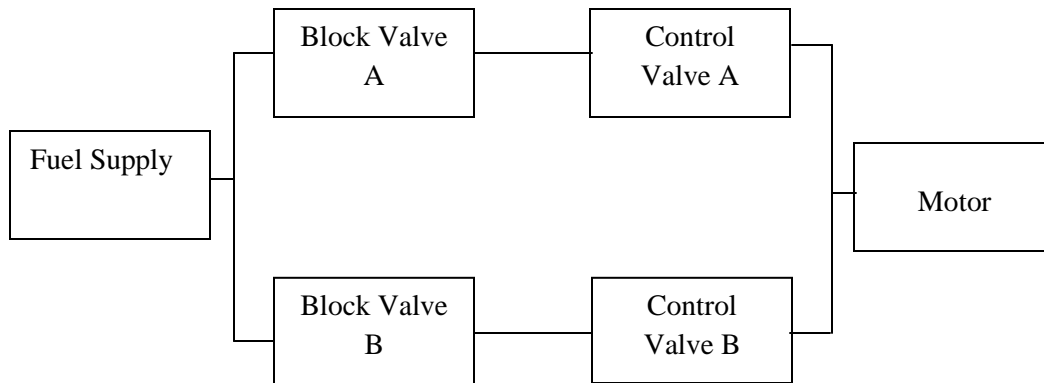 Block Valve
A
Control
Valve A
Fuel Supply
Motor
Block Valve
B
Control
Valve B